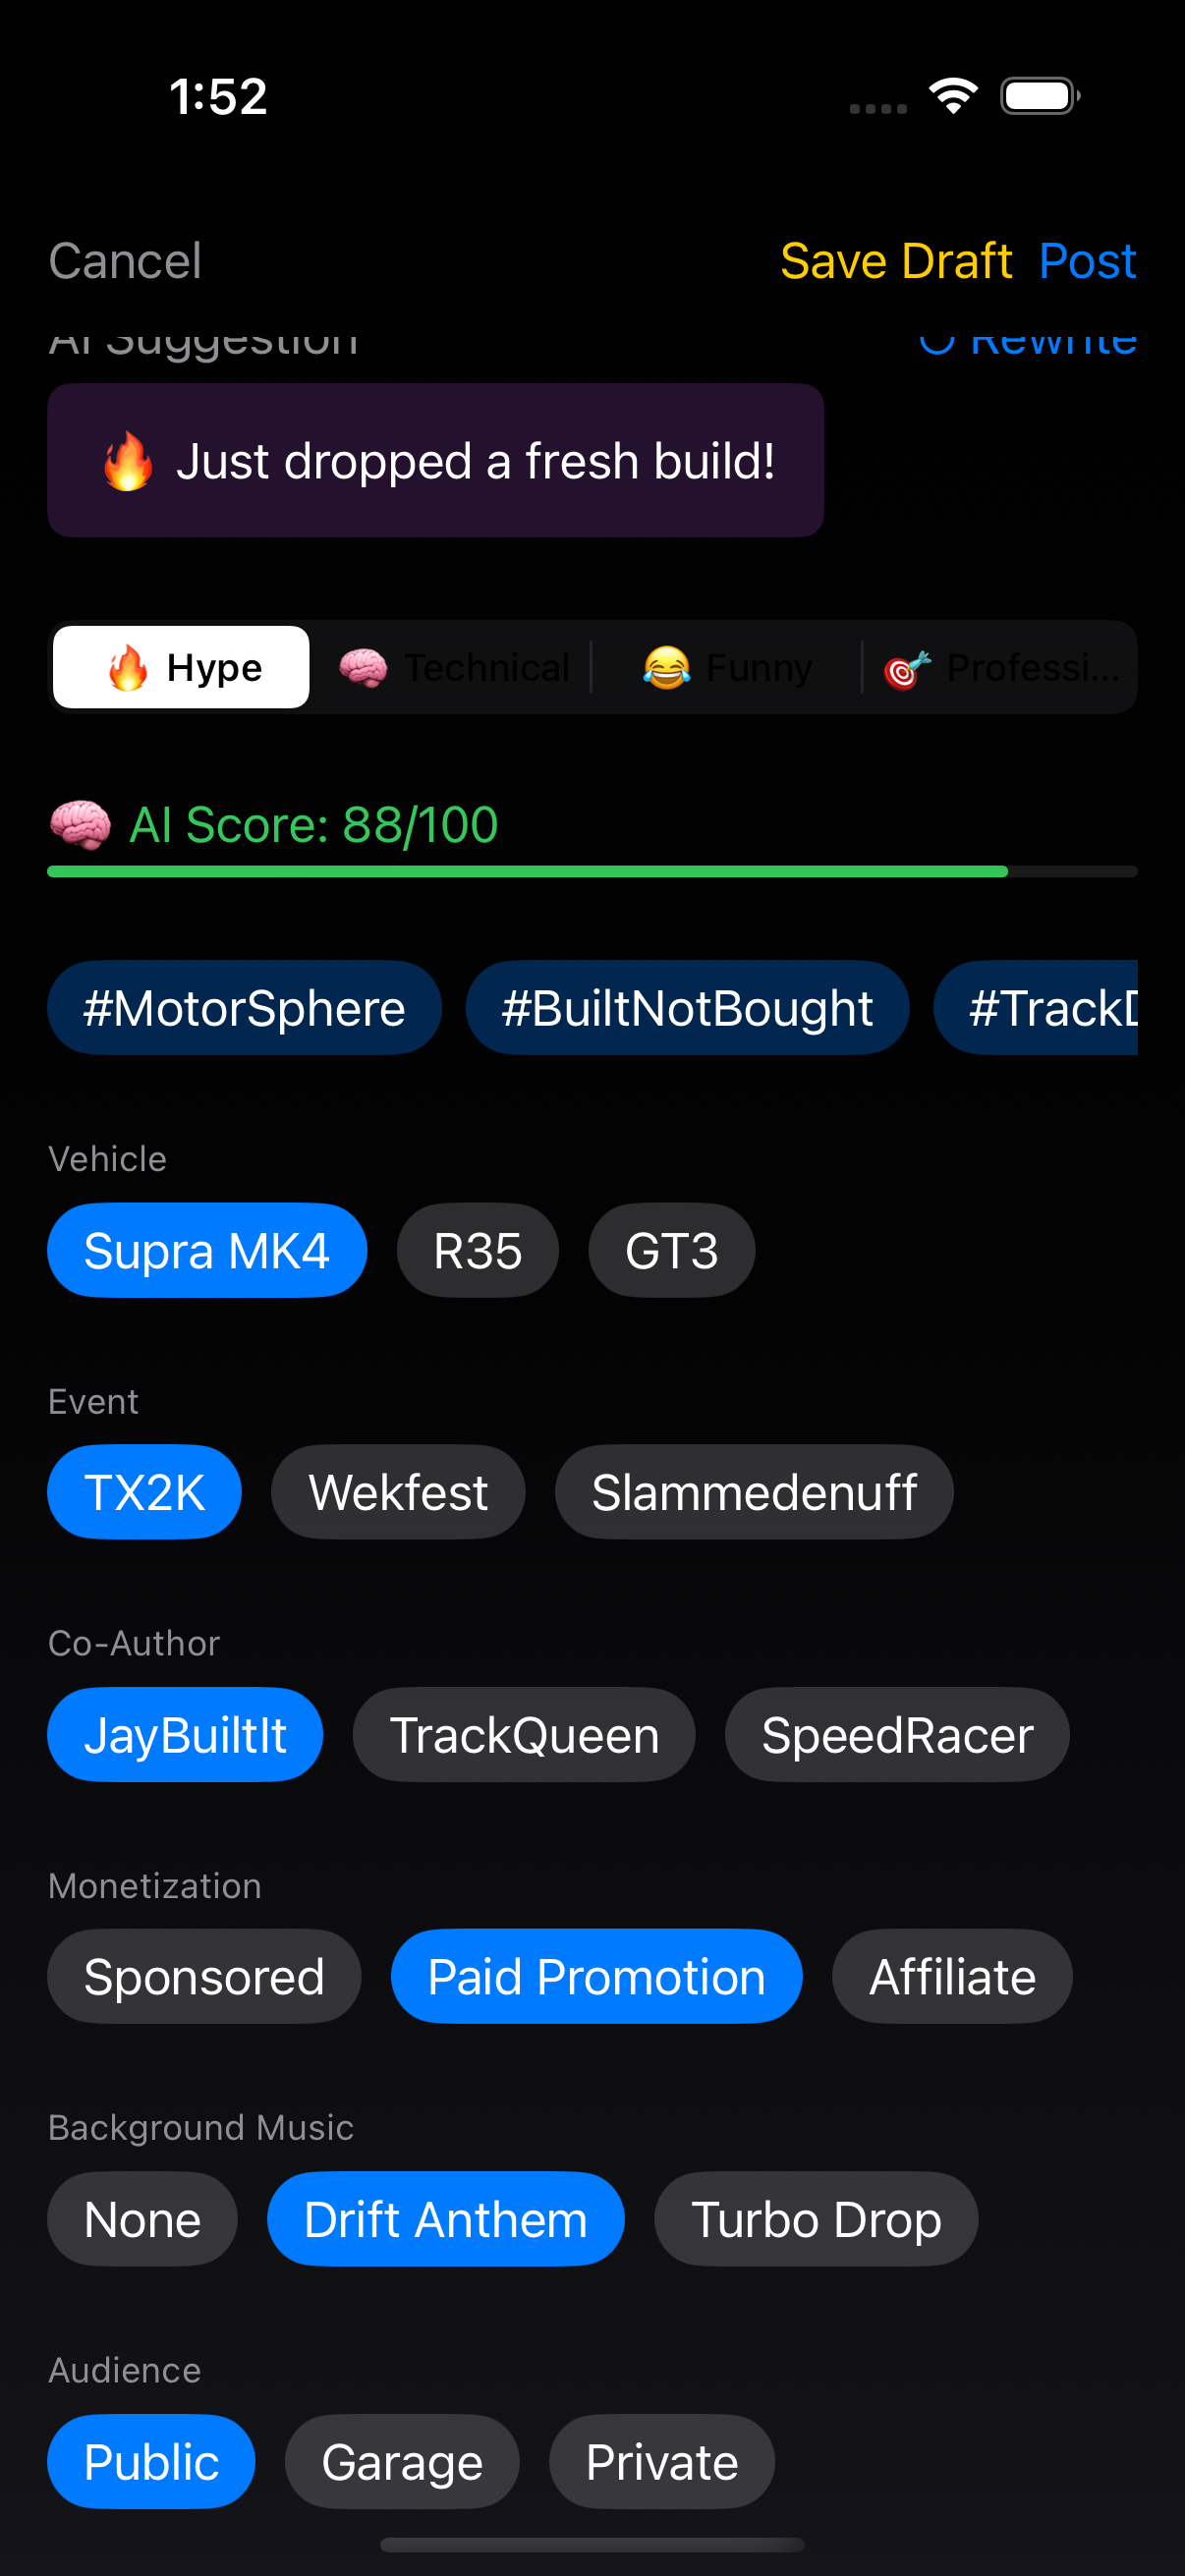 1:52
Cancel Save Draft Post
AI Suggestion Rewrite
🔥 Just dropped a fresh build!
🔥 Hype 🧠 Technical 😂 Funny 🎯 Professi...
🧠 AI Score: 88/100
#MotorSphere #BuiltNotBought #TrackD
Vehicle
Supra MK4 R35 GT3
Event
TX2K Wekfest Slammedenuff
Co-Author
JayBuiltIt TrackQueen SpeedRacer
Monetization
Sponsored Paid Promotion Affiliate
Background Music
None Drift Anthem Turbo Drop
Audience
Public Garage Private